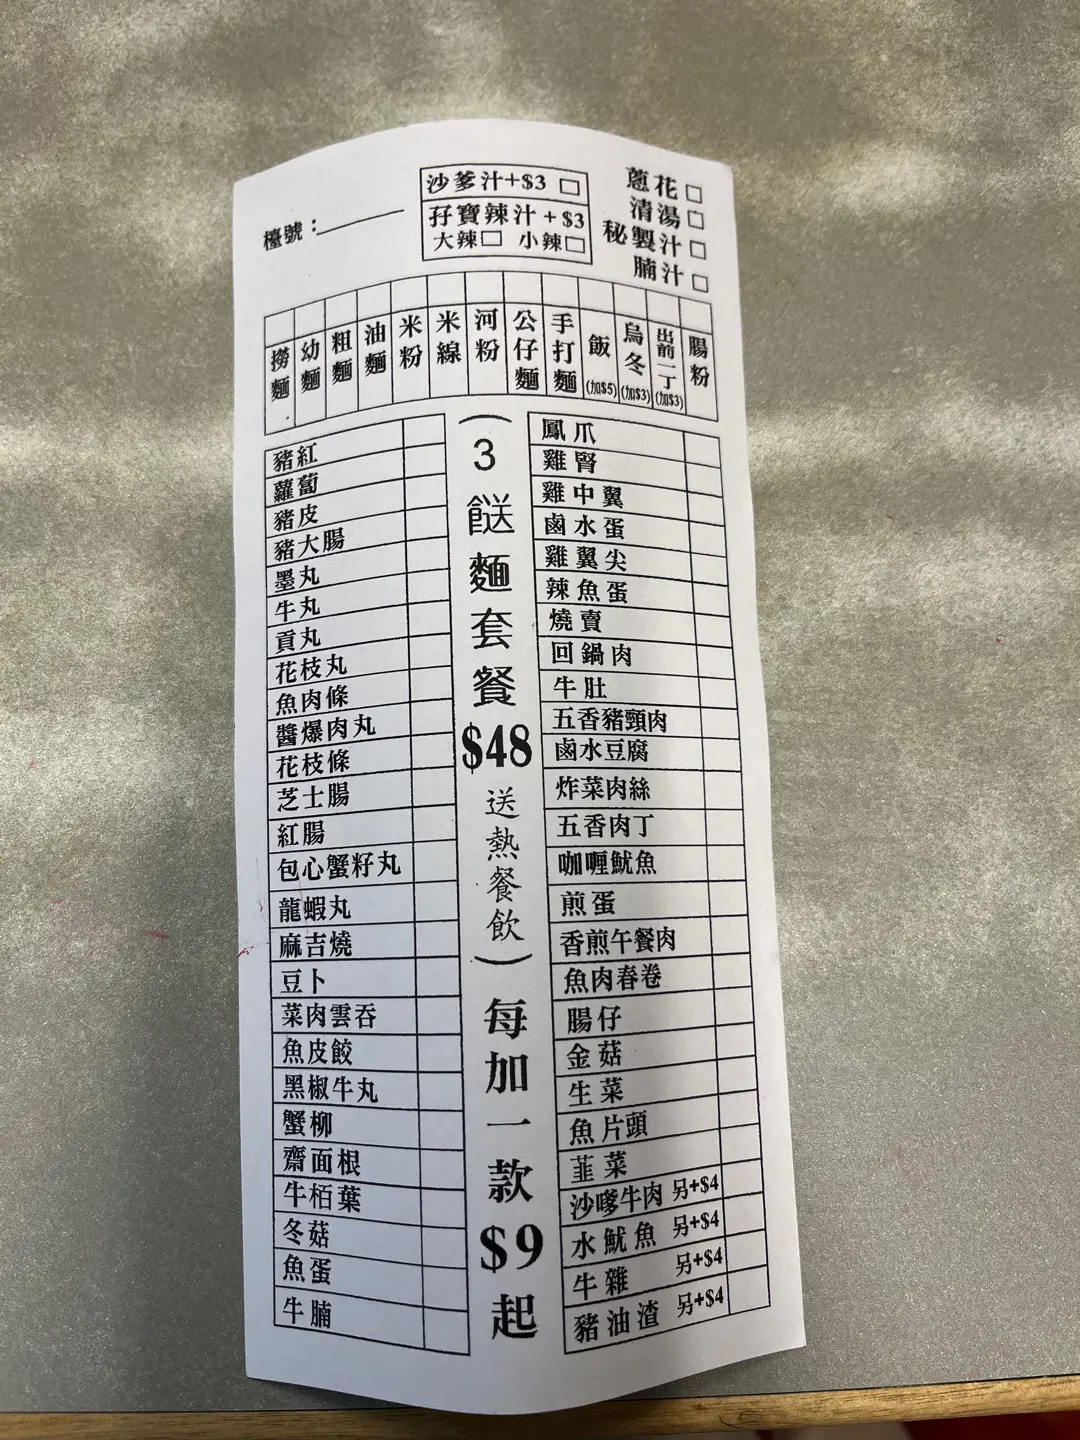 檯號：
沙爹汁+$3 □
孖寶辣汁+$3
大辣□ 小辣□
蔥花□
清湯□
秘製汁□
腩汁□
撈麵
幼麵
粗麵
油麵
米粉
米線
河粉
公仔麵
手打麵
飯(加$5)
烏冬(加$3)
出前一丁(加$3)
腸粉
豬紅
蘿蔔
豬皮
豬大腸
墨丸
牛丸
貢丸
花枝丸
魚肉條
醬爆肉丸
花枝條
芝士腸
紅腸
包心蟹籽丸
龍蝦丸
麻吉燒
豆卜
菜肉雲吞
魚皮餃
黑椒牛丸
蟹柳
齋面根
牛栢葉
冬菇
魚蛋
牛腩
(3餸麵套餐$48送熱餐飲)每加一款$9起
鳳爪
雞腎
雞中翼
鹵水蛋
雞翼尖
辣魚蛋
燒賣
回鍋肉
牛肚
五香豬頸肉
鹵水豆腐
炸菜肉絲
五香肉丁
咖喱魷魚
煎蛋
香煎午餐肉
魚肉春卷
腸仔
金菇
生菜
魚片頭
韮菜
沙嗲牛肉 另+$4
水魷魚 另+$4
牛雜 另+$4
豬油渣 另+$4